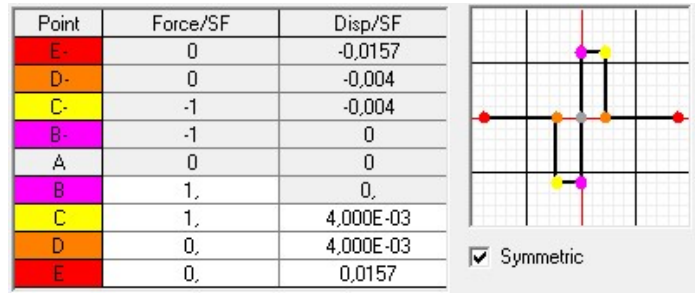 Point Force/SF Disp/SF
E- 0 -0,0157
D- 0 -0,004
C- -1 -0,004
B- -1 0
A 0 0
B 1, 0,
C 1, 4,000E-03
D 0, 4,000E-03
E 0, 0,0157
Symmetric